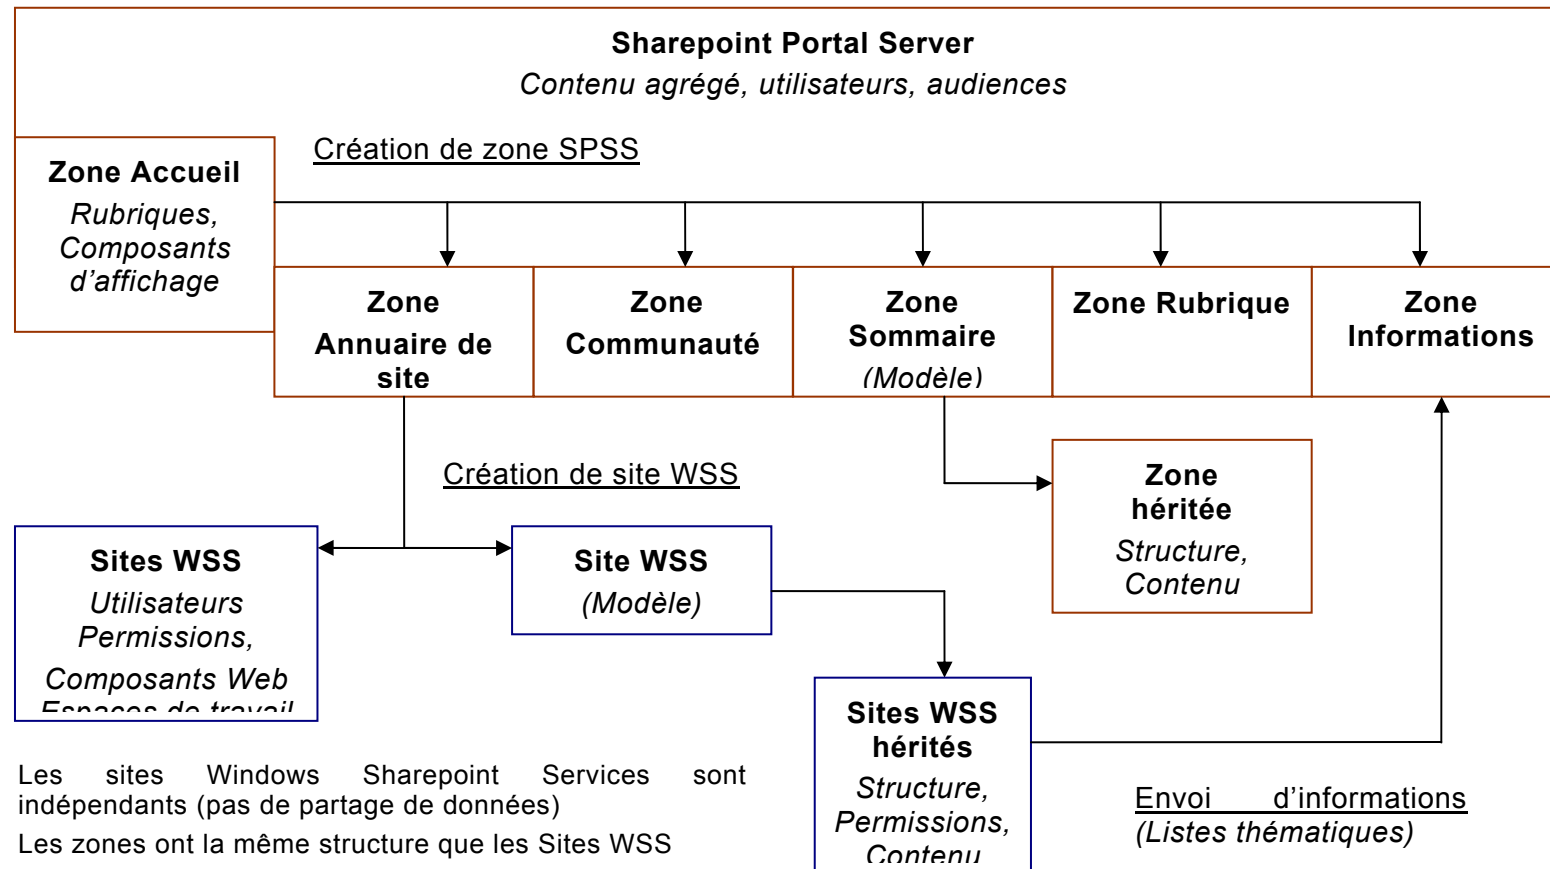 Sharepoint Portal Server
Contenu agrégé, utilisateurs, audiences
Création de zone SPSS
Zone Accueil
Rubriques,
Composants
d’affichage
Zone
Annuaire de
site
Zone
Communauté
Zone
Sommaire
(Modèle)
Zone Rubrique
Zone
Informations
Création de site WSS
Zone
héritée
Structure,
Contenu
Sites WSS
Utilisateurs
Permissions,
Composants Web
Espaces de travail
Site WSS
(Modèle)
Sites WSS
hérités
Structure,
Permissions,
Contenu
Les sites Windows Sharepoint Services sont
indépendants (pas de partage de données)
Les zones ont la même structure que les Sites WSS
Envoi d’informations
(Listes thématiques)